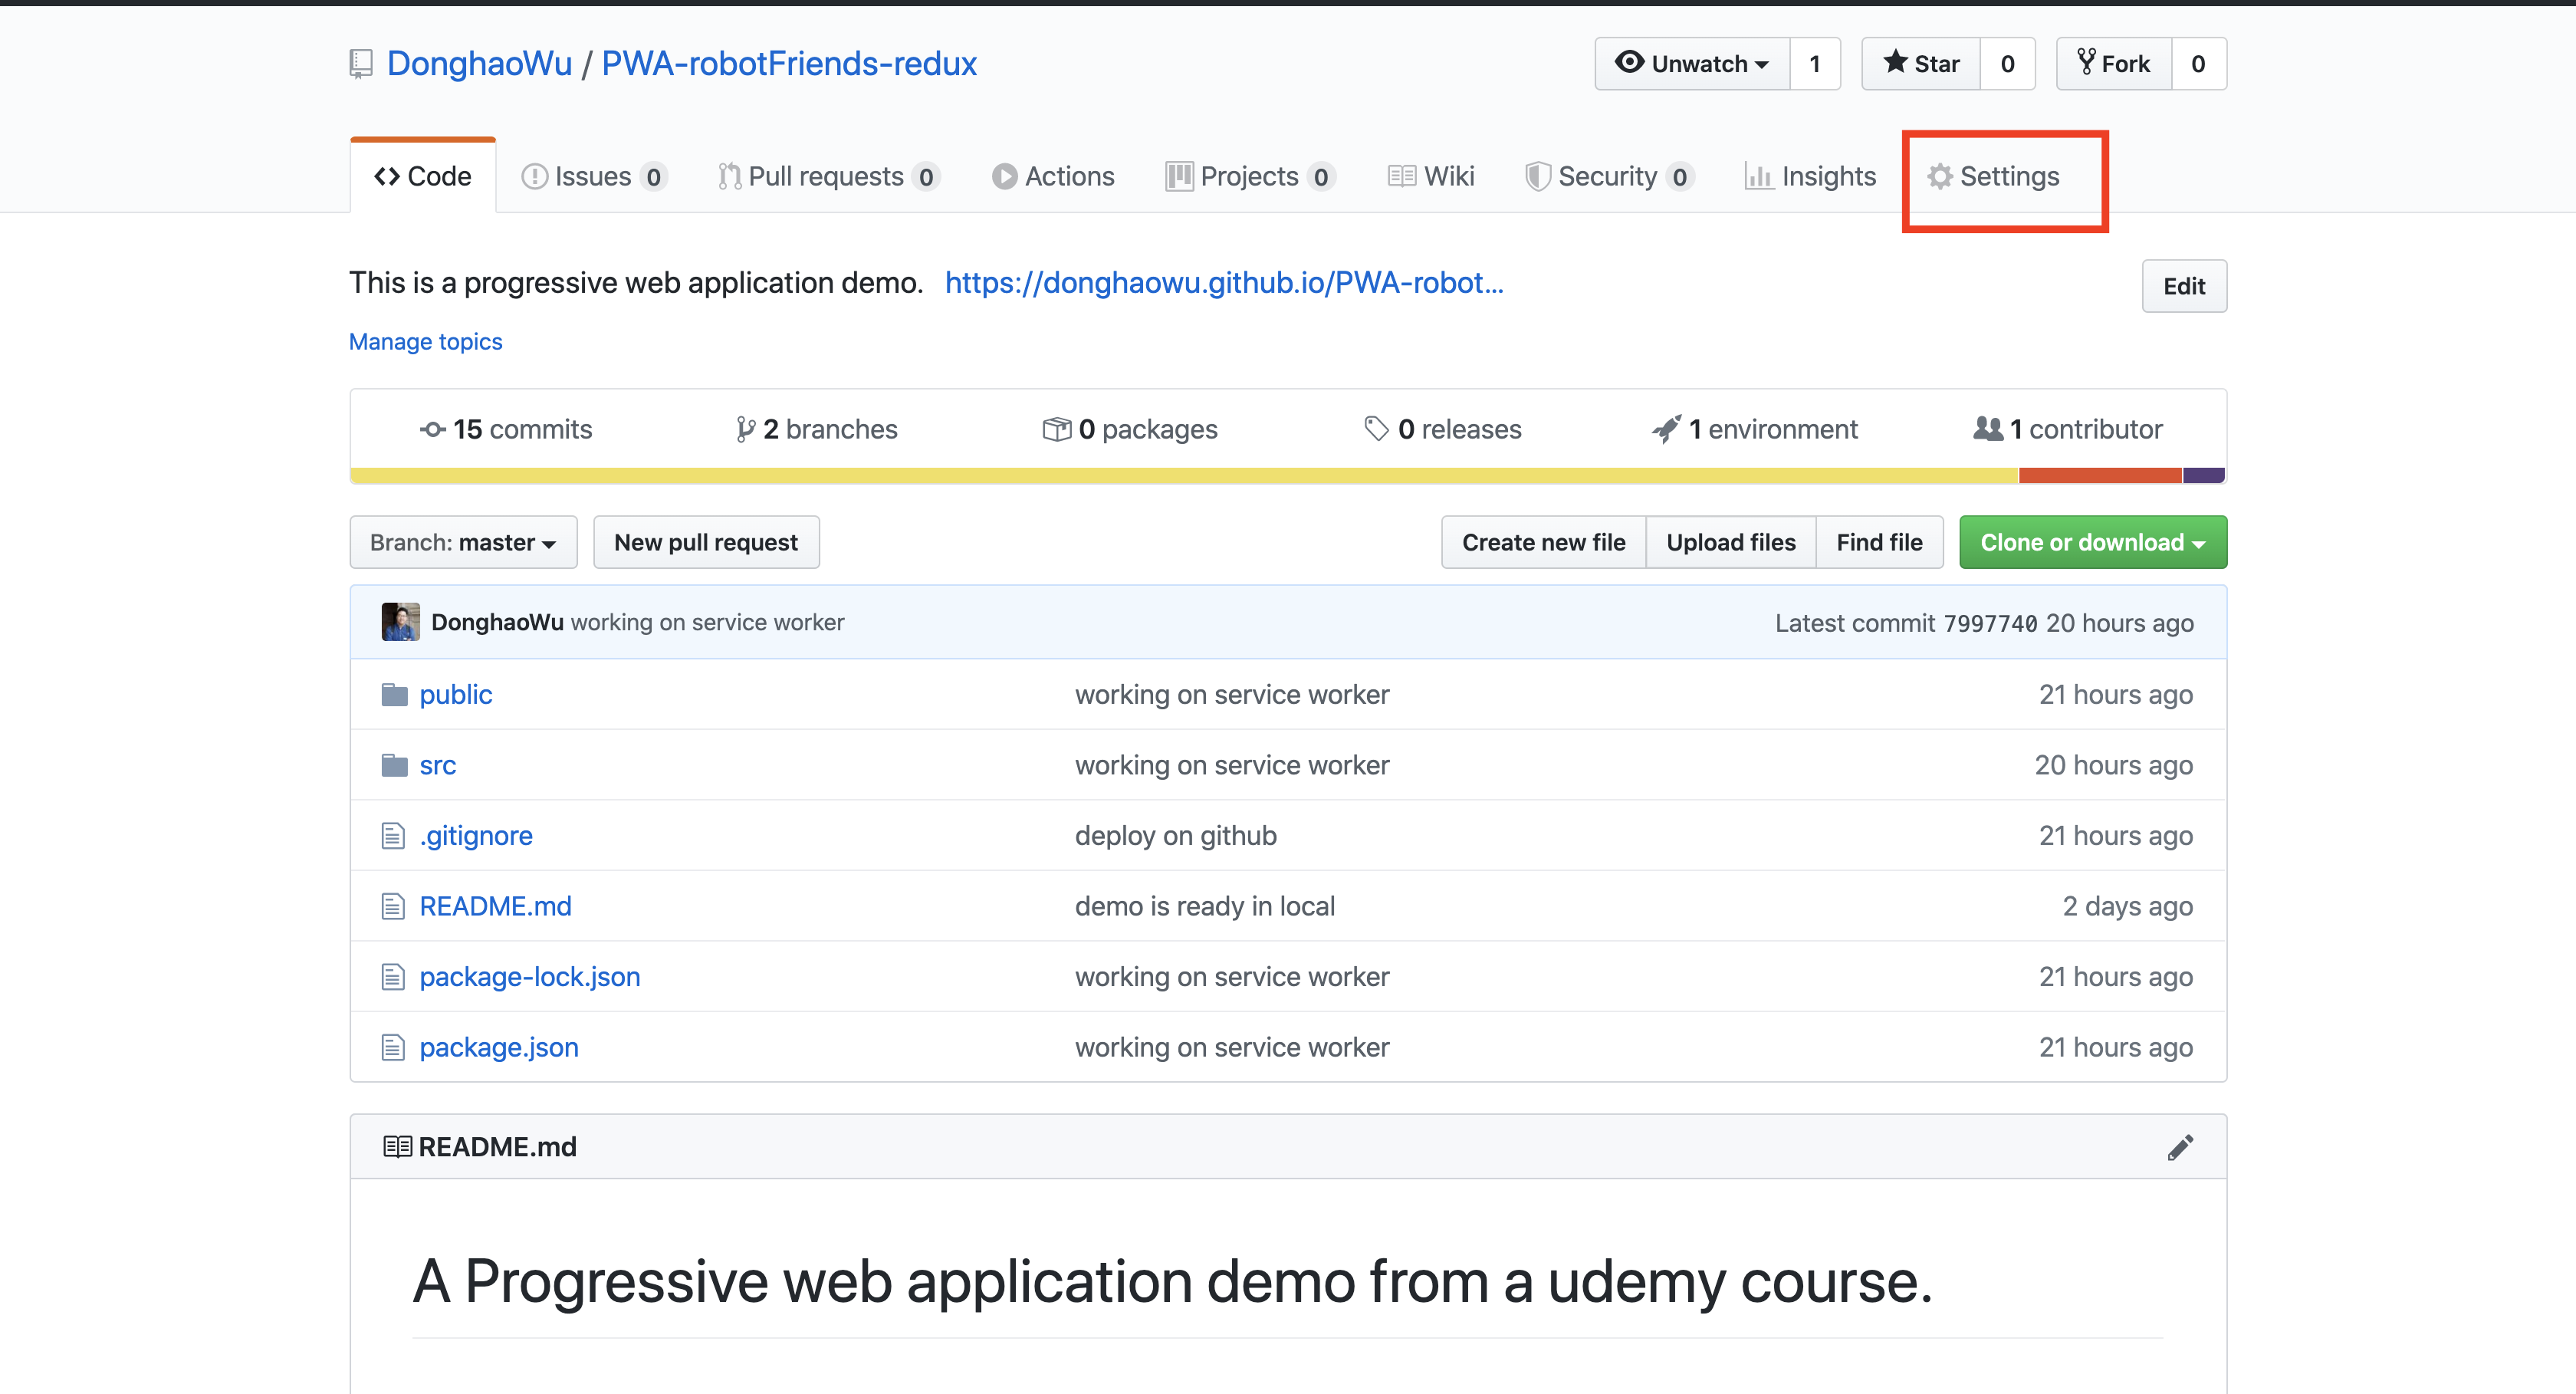 DonghaoWu / PWA-robotFriends-redux
Unwatch 1 Star 0 Fork 0
Code Issues 0 Pull requests 0 Actions Projects 0 Wiki Security 0 Insights Settings
This is a progressive web application demo. https://donghaowu.github.io/PWA-robot...
Edit
Manage topics
15 commits 2 branches 0 packages 0 releases 1 environment 1 contributor
Branch: master New pull request Create new file Upload files Find file Clone or download
DonghaoWu working on service worker Latest commit 7997740 20 hours ago
public working on service worker 21 hours ago
src working on service worker 20 hours ago
.gitignore deploy on github 21 hours ago
README.md demo is ready in local 2 days ago
package-lock.json working on service worker 21 hours ago
package.json working on service worker 21 hours ago
README.md
A Progressive web application demo from a udemy course.